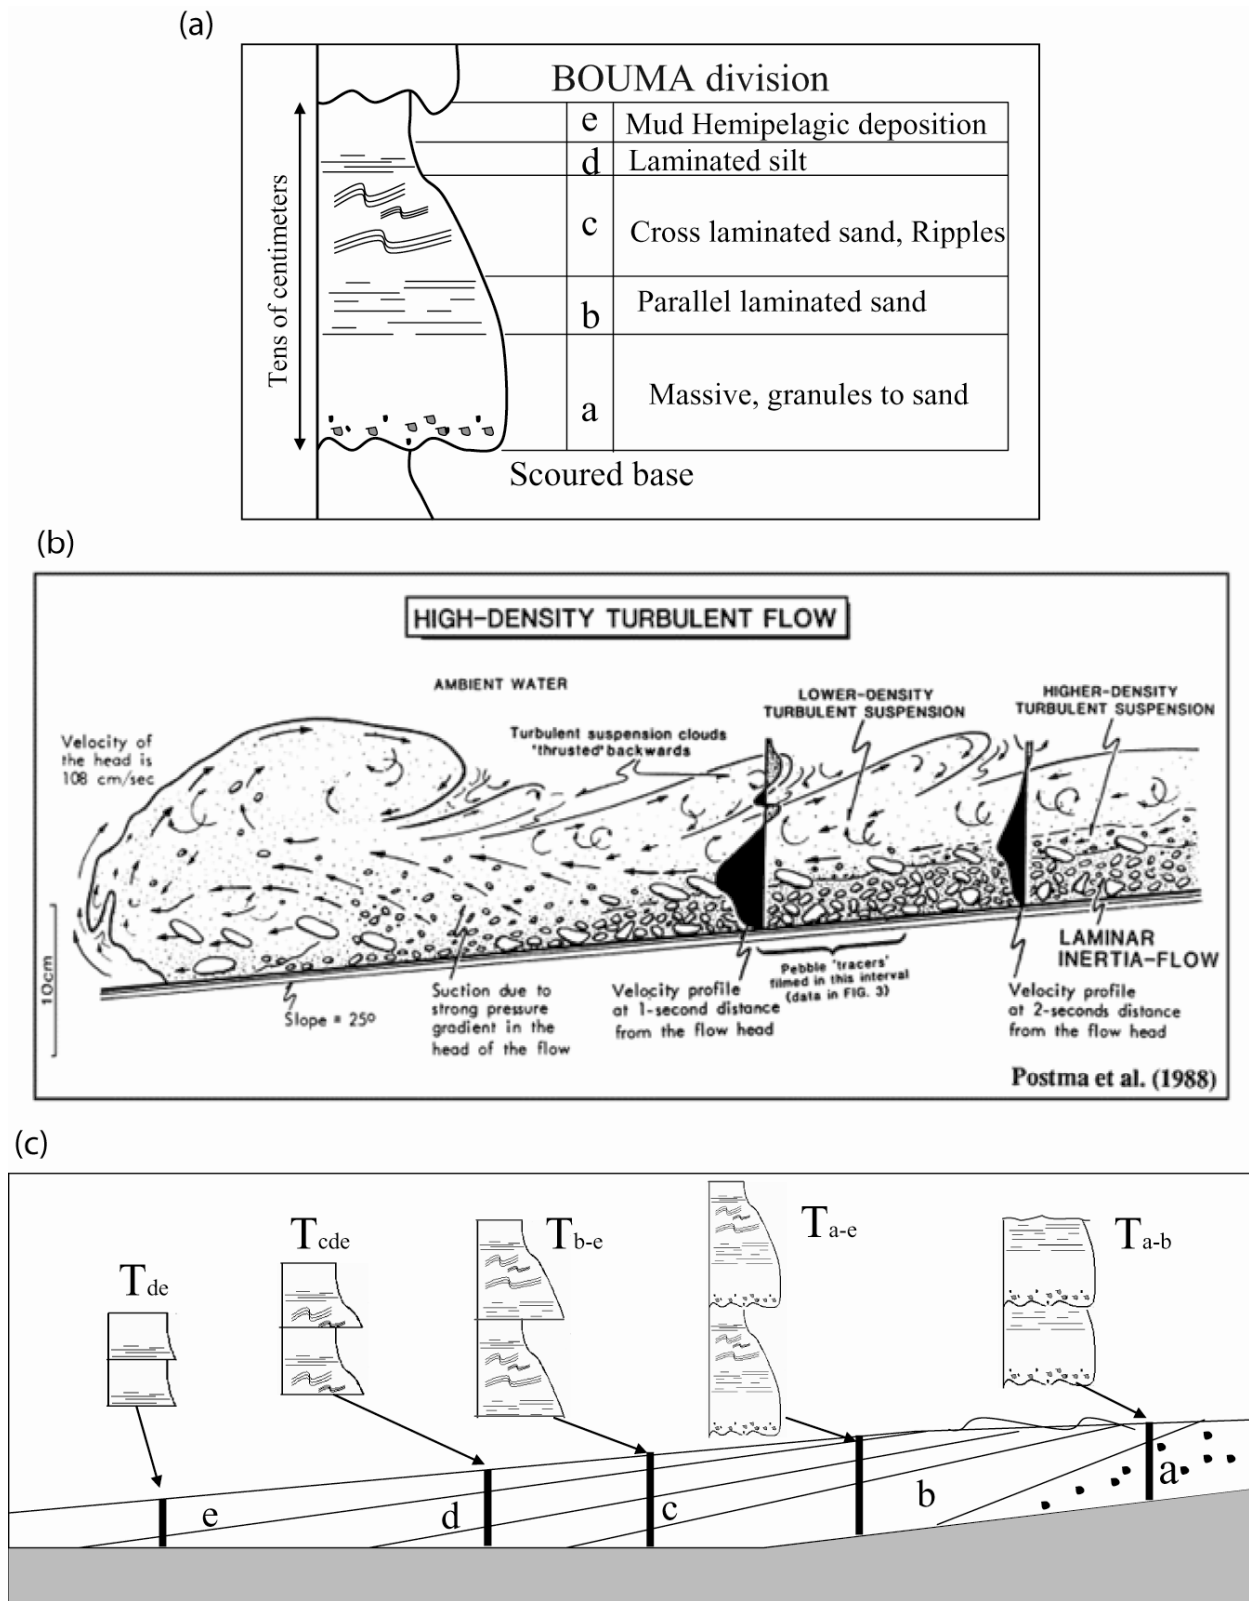 (a)
BOUMA division
e Mud Hemipelagic deposition
d Laminated silt
c Cross laminated sand, Ripples
b Parallel laminated sand
a Massive, granules to sand
Scoured base
Tens of centimeters
(b)
HIGH-DENSITY TURBULENT FLOW
AMBIENT WATER
Velocity of
the head is
108 cm/sec
Turbulent suspension clouds
"thrusted" backwards
LOWER-DENSITY
TURBULENT SUSPENSION
HIGHER-DENSITY
TURBULENT SUSPENSION
10cm
Slope = 25°
Suction due to
strong pressure
gradient in the
head of the flow
Velocity profile
at 1-second distance
from the flow head
Pebble 'tracers'
filmed in this interval
(data in FIG. 3)
LAMINAR
INERTIA-FLOW
Velocity profile
at 2-seconds distance
from the flow head
Postma et al. (1988)
(c)
Tde
Tcde
Tb-e
Ta-e
Ta-b
e
d
c
b
a